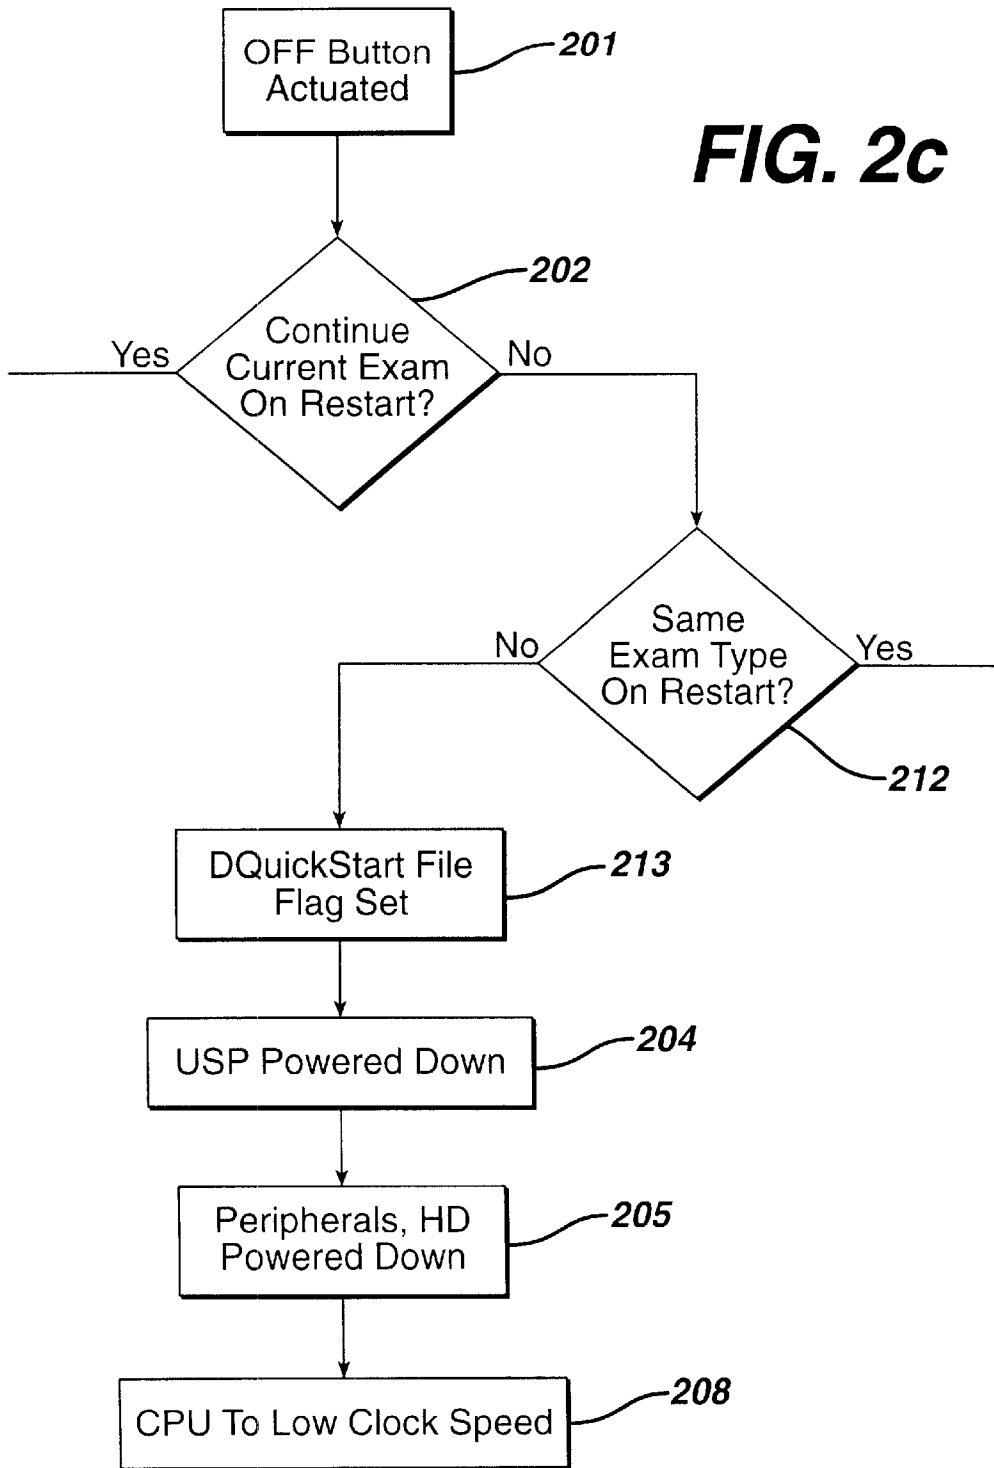 OFF Button
Actuated
201
FIG. 2c
202
Continue
Current Exam
On Restart?
Yes
No
Same
Exam Type
On Restart?
No
Yes
212
DQuickStart File
Flag Set
213
USP Powered Down
204
Peripherals, HD
Powered Down
205
CPU To Low Clock Speed
208